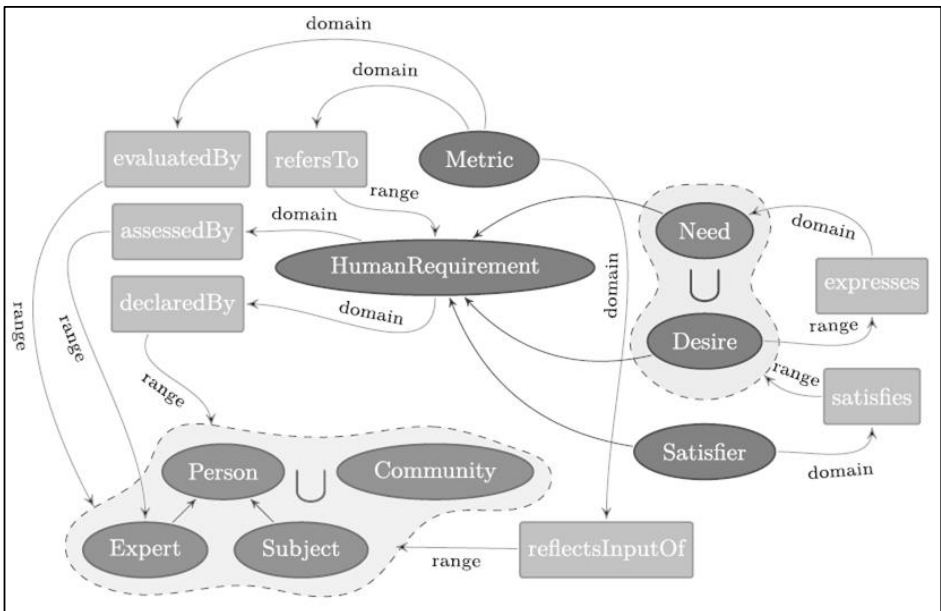 domain
domain
evaluatedBy
refersTo
Metric
range
assessedBy
domain
Need
domain
HumanRequirement
expresses
declaredBy
domain
domain
range
range
range
Desire
range
range
satisfies
Satisfier
domain
Person
Community
Expert
Subject
range
reflectsInputOf